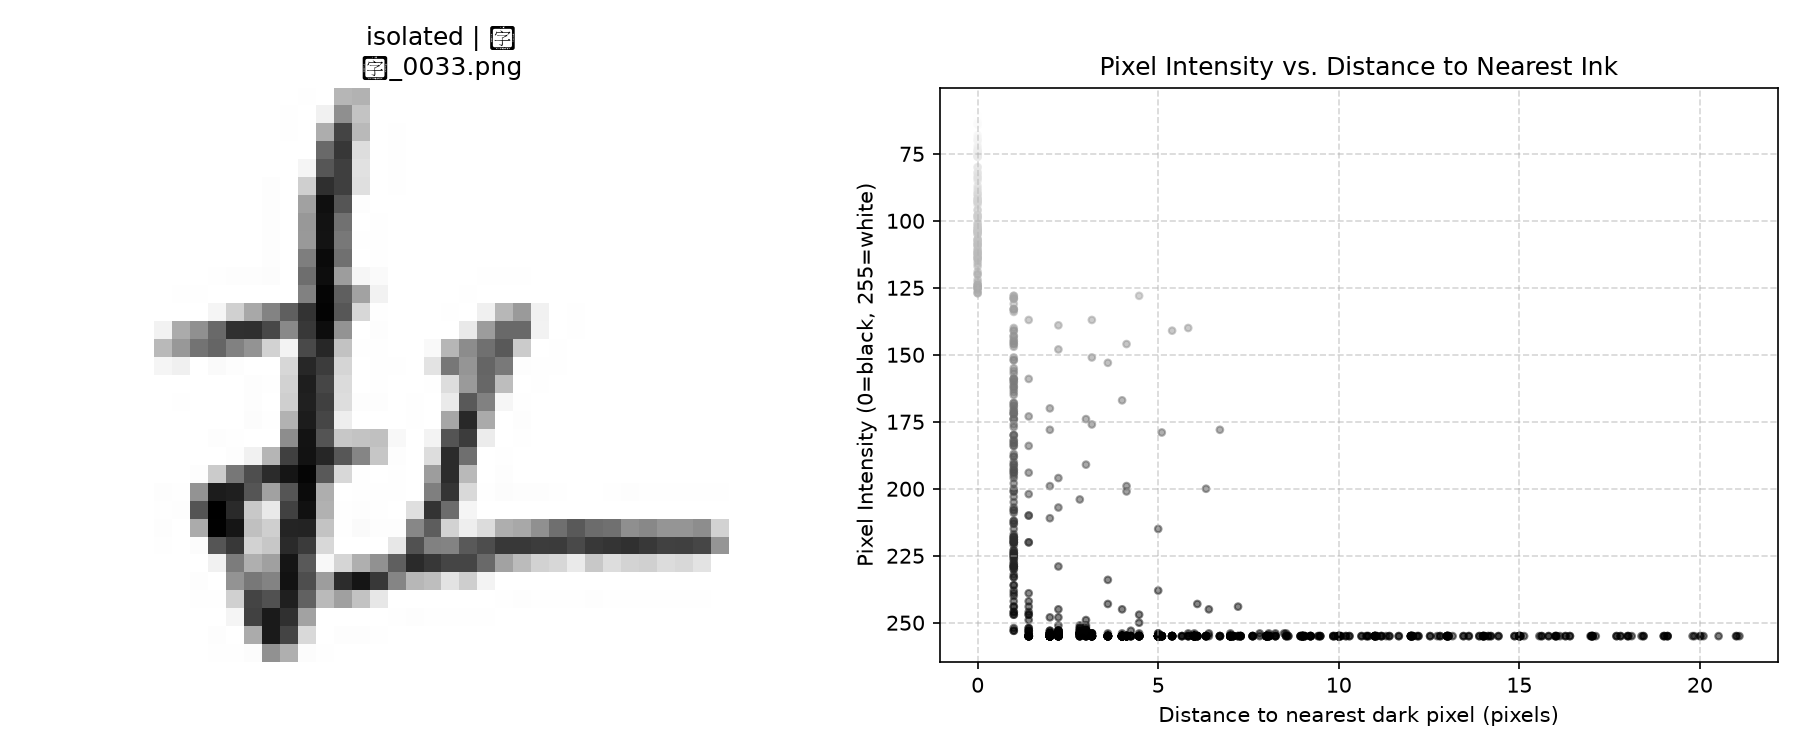 isolated |
_0033.png
Pixel Intensity vs. Distance to Nearest Ink
Pixel Intensity (0=black, 255=white)
75
100
125
150
175
200
225
250
0
5
10
15
20
Distance to nearest dark pixel (pixels)